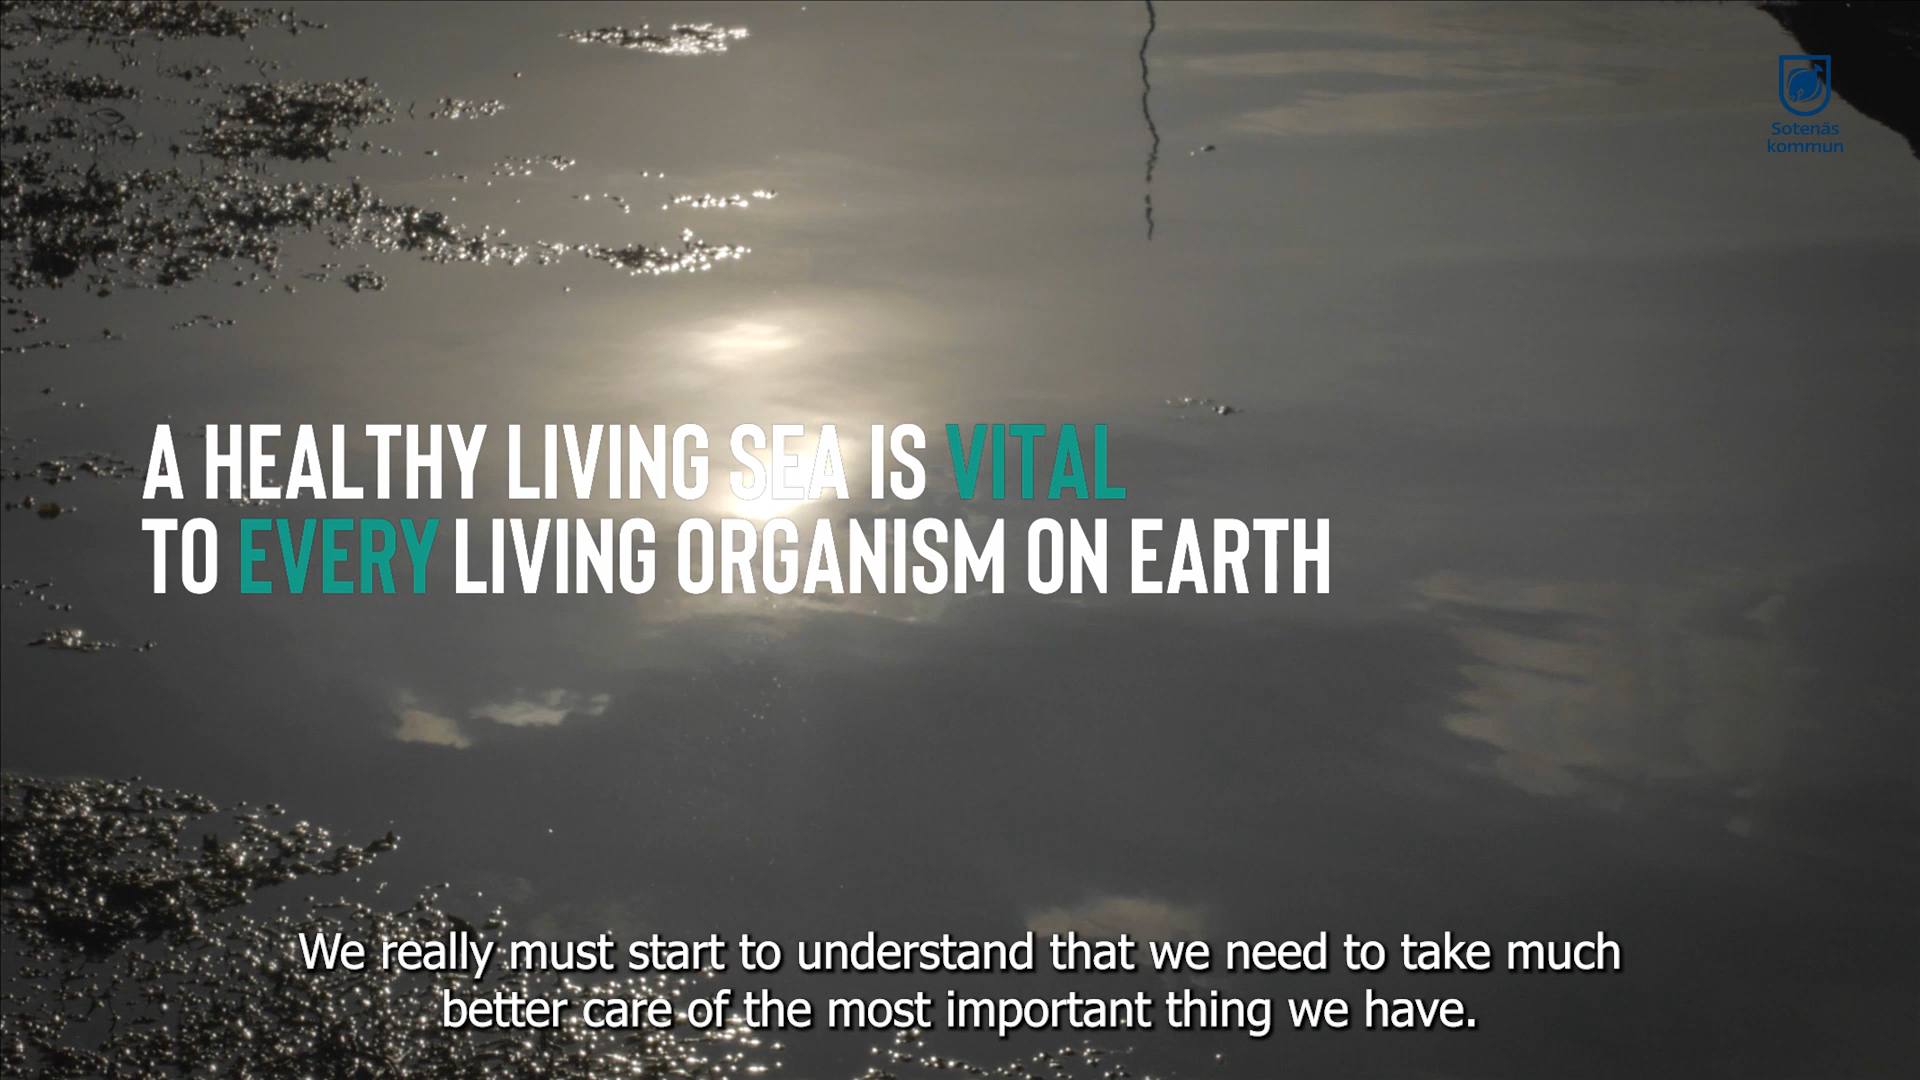 Sotenäs
kommun
A HEALTHY LIVING SEA IS VITAL
TO EVERY LIVING ORGANISM ON EARTH
We really must start to understand that we need to take much
better care of the most important thing we have.